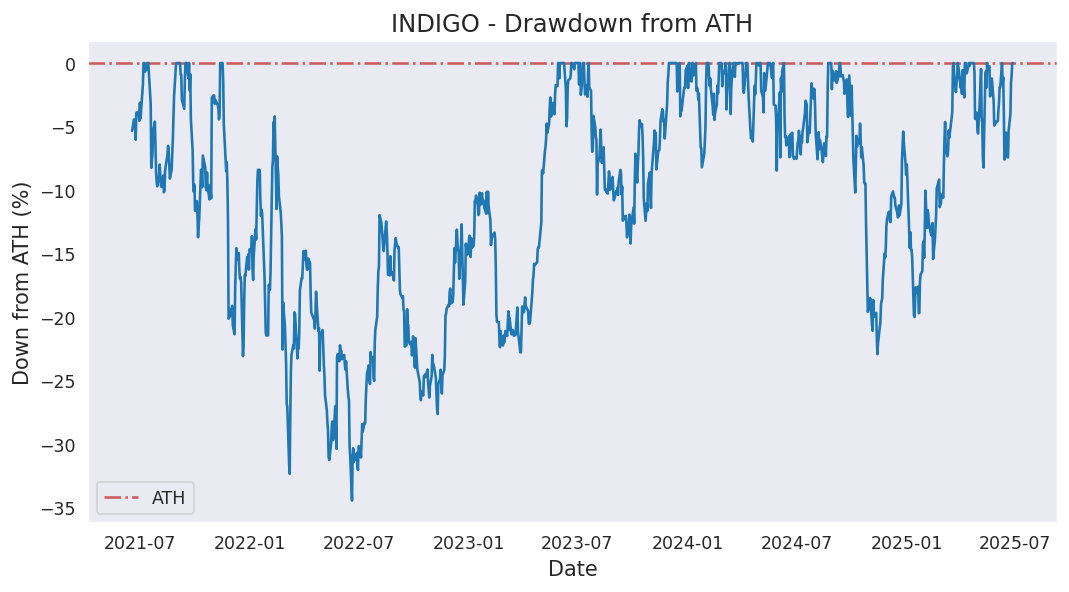 INDIGO - Drawdown from ATH
Down from ATH (%)
0
−5
−10
−15
−20
−25
−30
−35
ATH
2021-07 2022-01 2022-07 2023-01 2023-07 2024-01 2024-07 2025-01 2025-07
Date